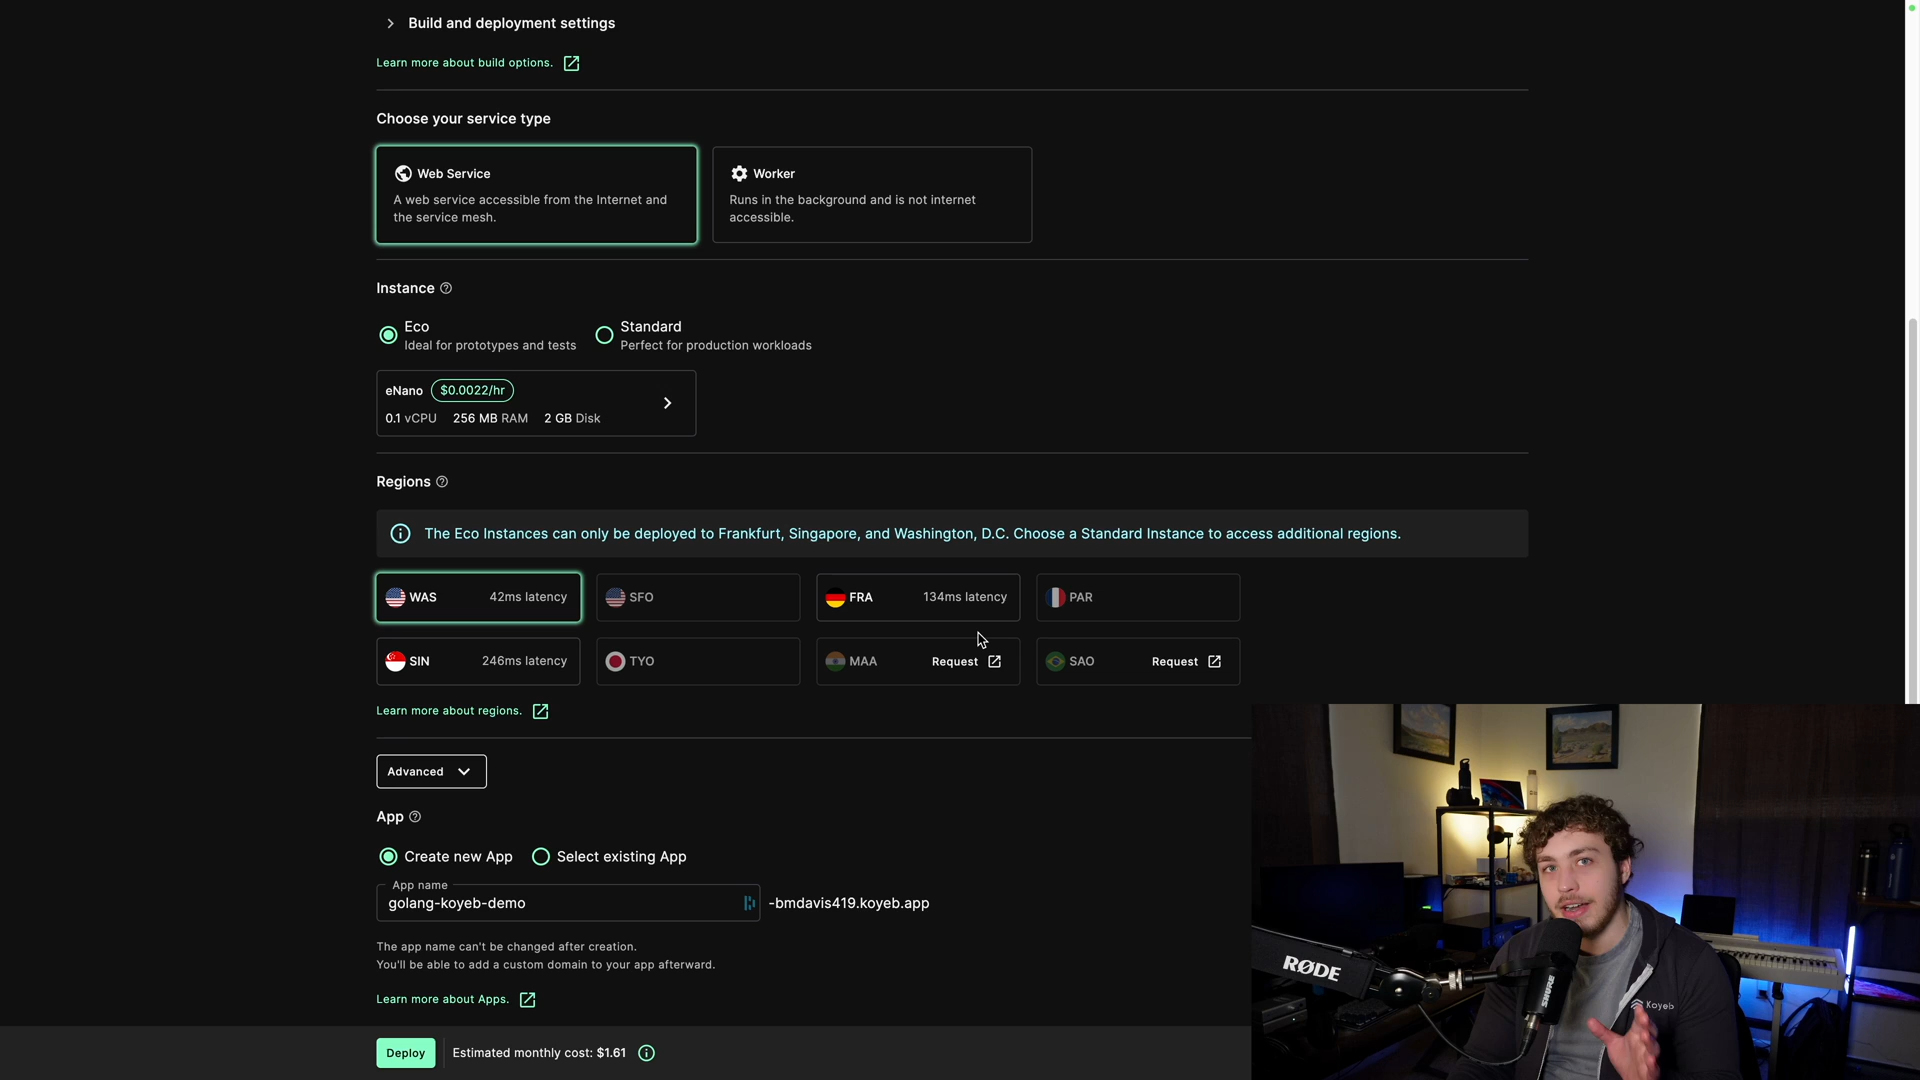 Build and deployment settings
Learn more about build options.
Choose your service type
Web Service
A web service accessible from the Internet and
the service mesh.
Worker
Runs in the background and is not internet
accessible.
Instance
Eco
Ideal for prototypes and tests
Standard
Perfect for production workloads
eNano $0.0022/hr
0.1 vCPU 256 MB RAM 2 GB Disk
Regions
The Eco Instances can only be deployed to Frankfurt, Singapore, and Washington, D.C. Choose a Standard Instance to access additional regions.
WAS 42ms latency
SFO
FRA 134ms latency
PAR
SIN 246ms latency
TYO
MAA Request
SAO Request
Learn more about regions.
Advanced
App
Create new App
Select existing App
App name
golang-koyeb-demo
-bmdavis419.koyeb.app
The app name can't be changed after creation.
You'll be able to add a custom domain to your app afterward.
Learn more about Apps.
Deploy
Estimated monthly cost: $1.61
RØDE
SHURE
Koyeb